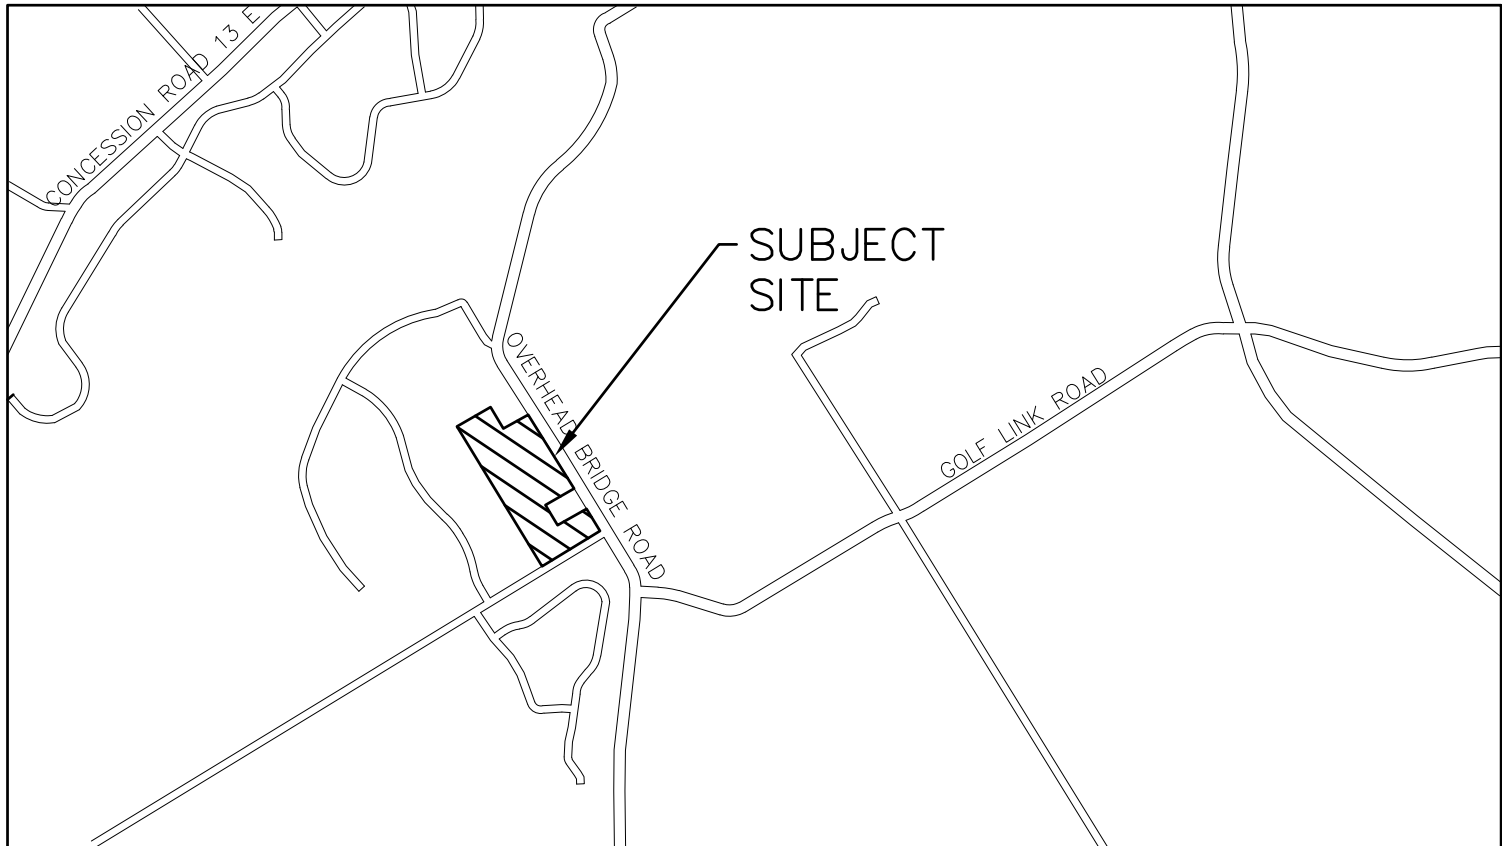 CONCESSION ROAD 13 E
SUBJECT
SITE
OVERHEAD BRIDGE ROAD
GOLF LINK ROAD